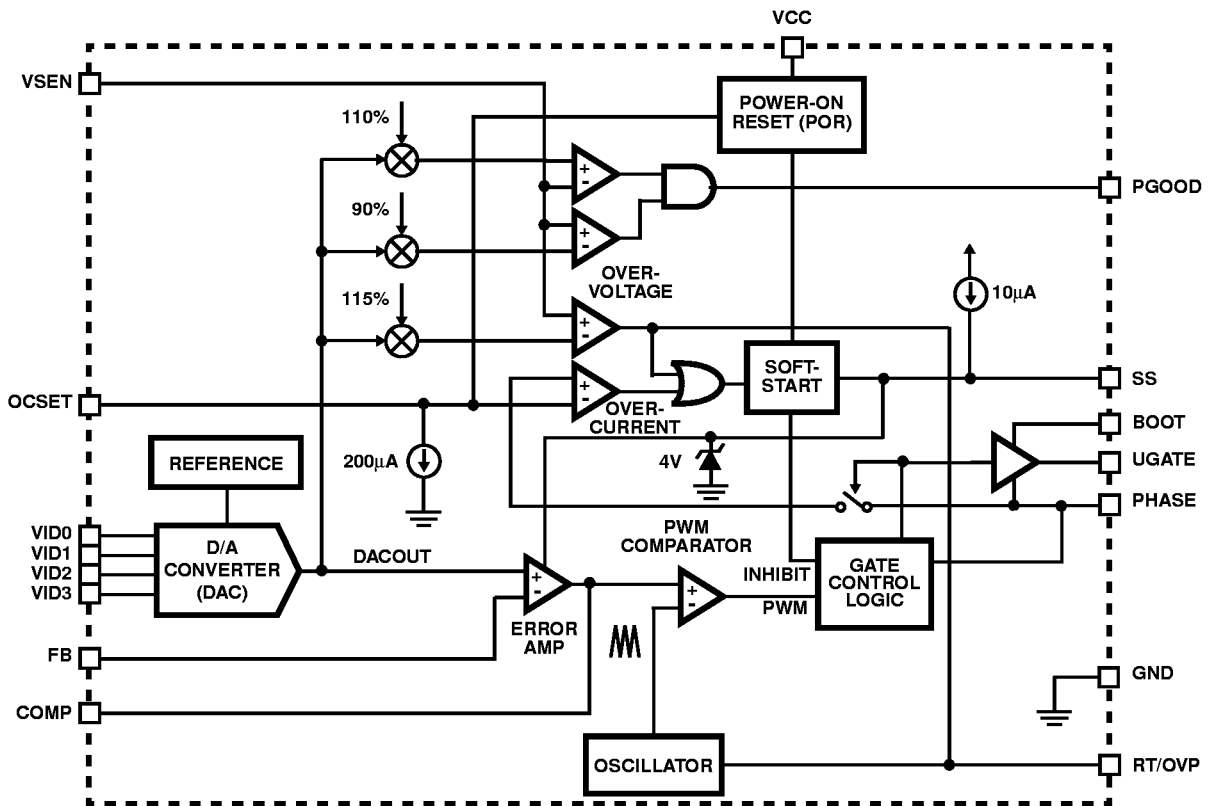 VCC
VSEN
110%
POWER-ON
RESET (POR)
+
-
PGOOD
90%
+
-
OVER-
VOLTAGE
115%
10µA
+
-
SOFT-
START
SS
OCSET
+
-
OVER-
CURRENT
BOOT
REFERENCE
200µA
4V
UGATE
PHASE
VID0
VID1
VID2
VID3
D/A
CONVERTER
(DAC)
DACOUT
+
-
ERROR
AMP
PWM
COMPARATOR
+
-
INHIBIT
PWM
GATE
CONTROL
LOGIC
FB
GND
COMP
OSCILLATOR
RT/OVP